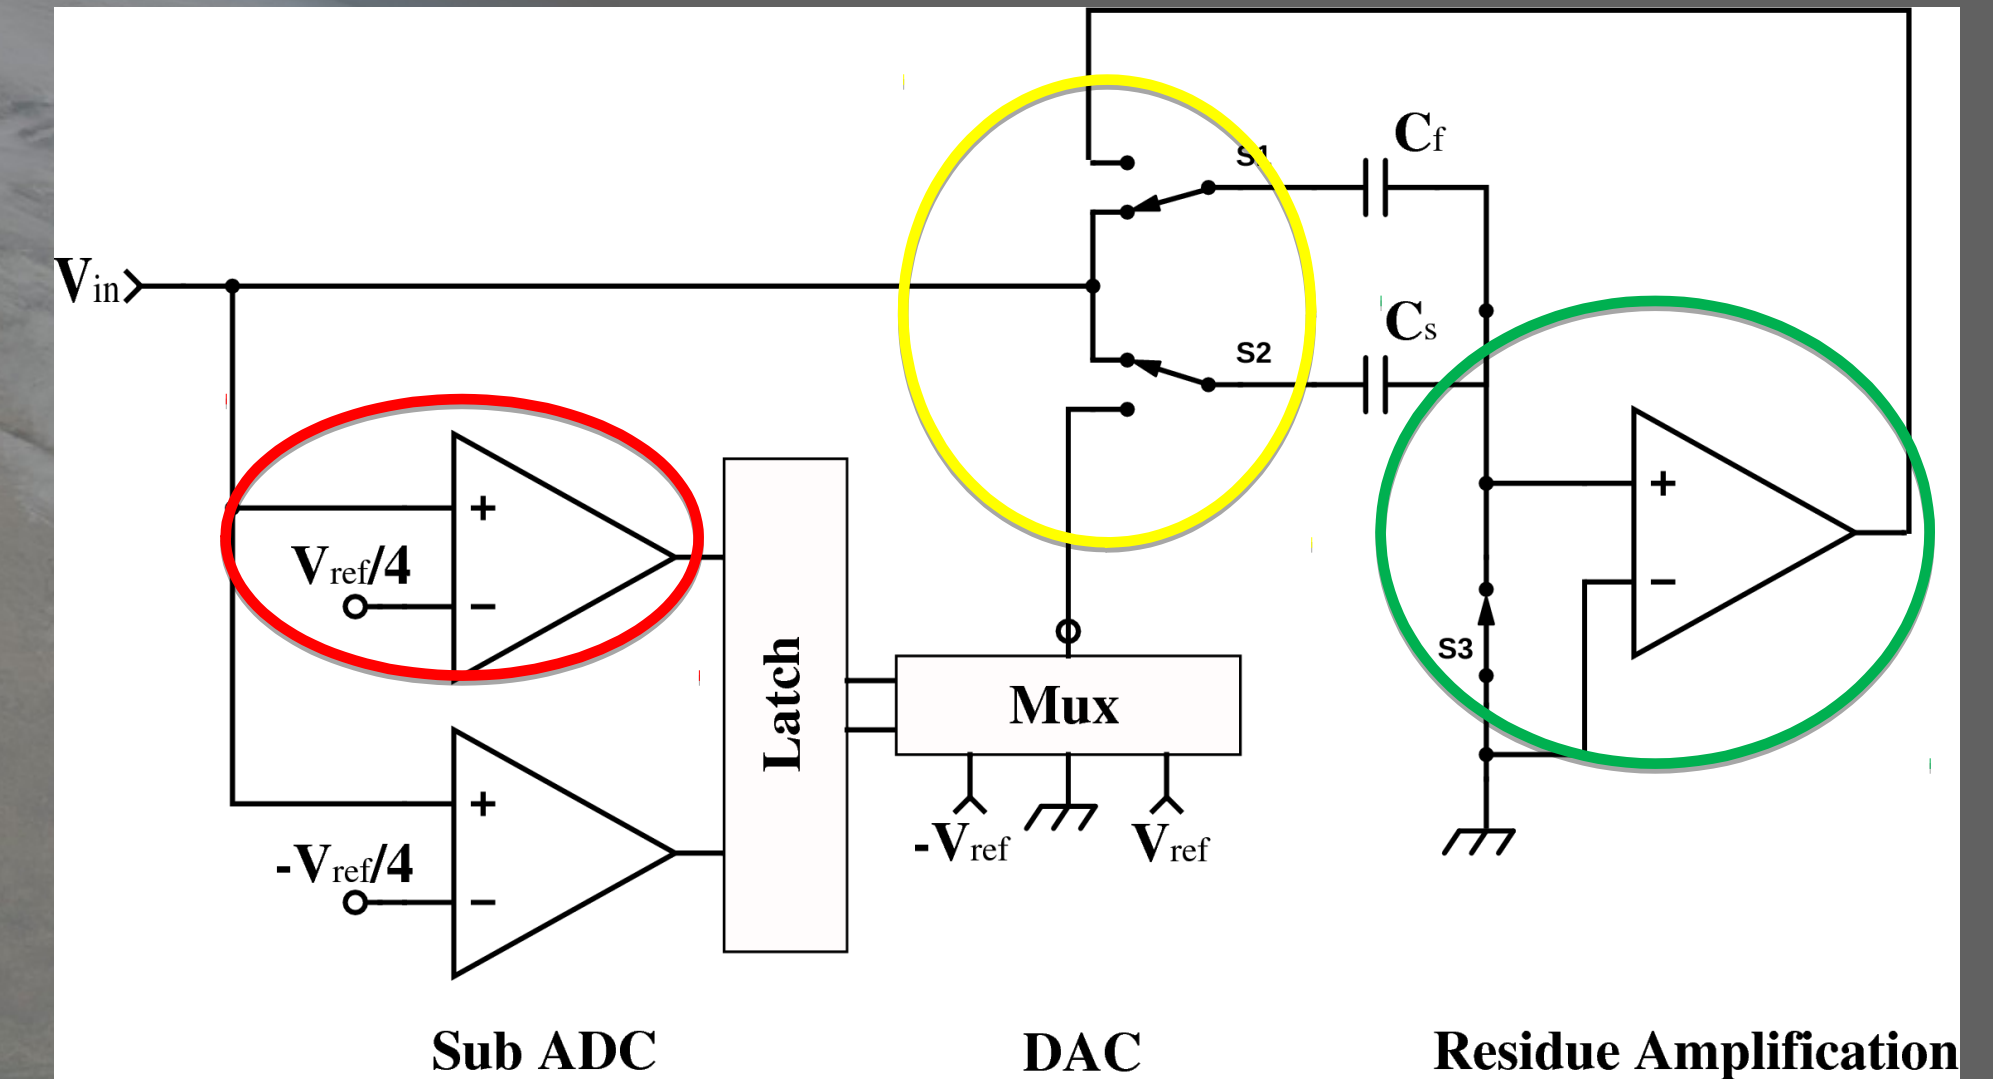 Cf
S1
Vin
Cs
S2
+
Vref/4
−
+
−
S3
Latch
Mux
+
-Vref/4
−
-Vref
Vref
Sub ADC
DAC
Residue Amplification